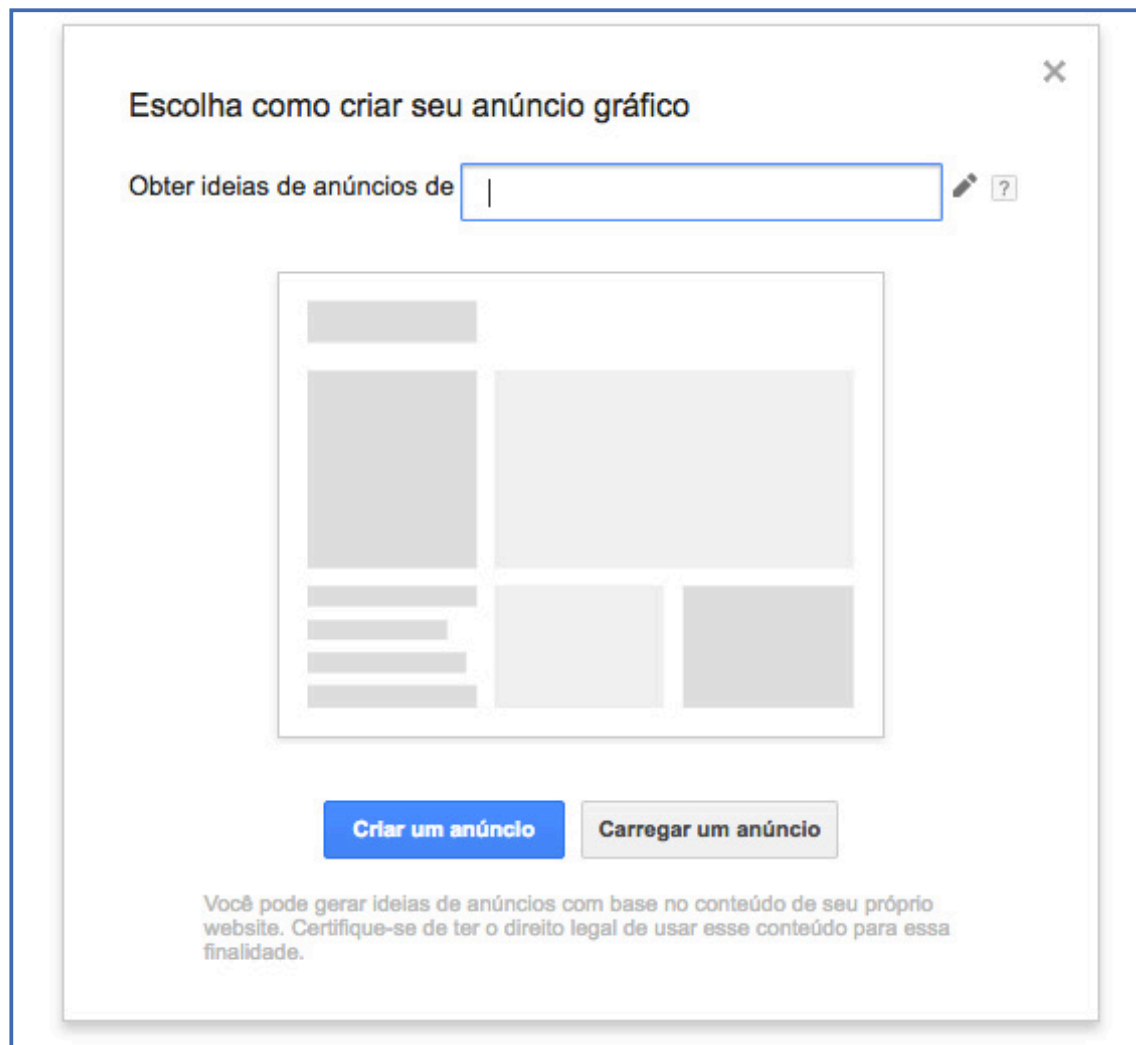 Escolha como criar seu anúncio gráfico
Obter ideias de anúncios de
?
Criar um anúncio
Carregar um anúncio
Você pode gerar ideias de anúncios com base no conteúdo de seu próprio
website. Certifique-se de ter o direito legal de usar esse conteúdo para essa
finalidade.